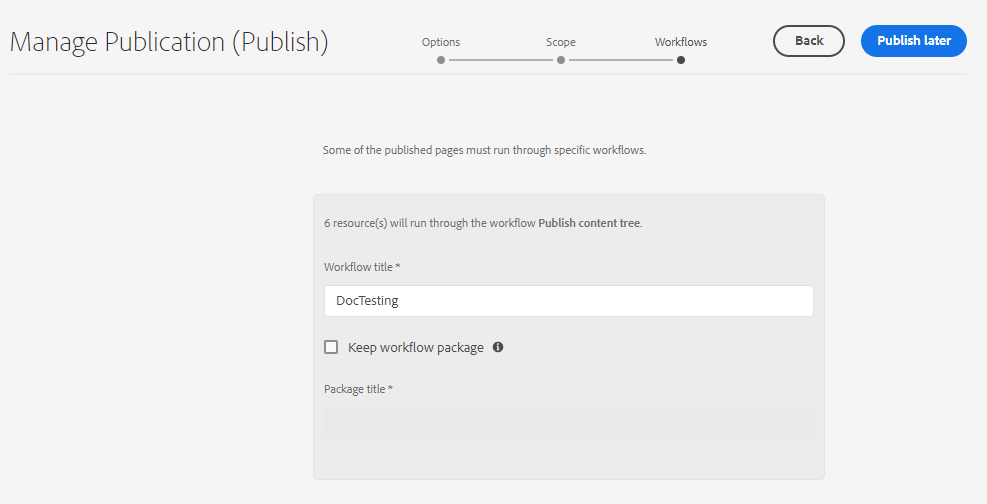 Manage Publication (Publish)
Options
Scope
Workflows
Back
Publish later
Some of the published pages must run through specific workflows.
6 resource(s) will run through the workflow Publish content tree.
Workflow title *
DocTesting
Keep workflow package
Package title *